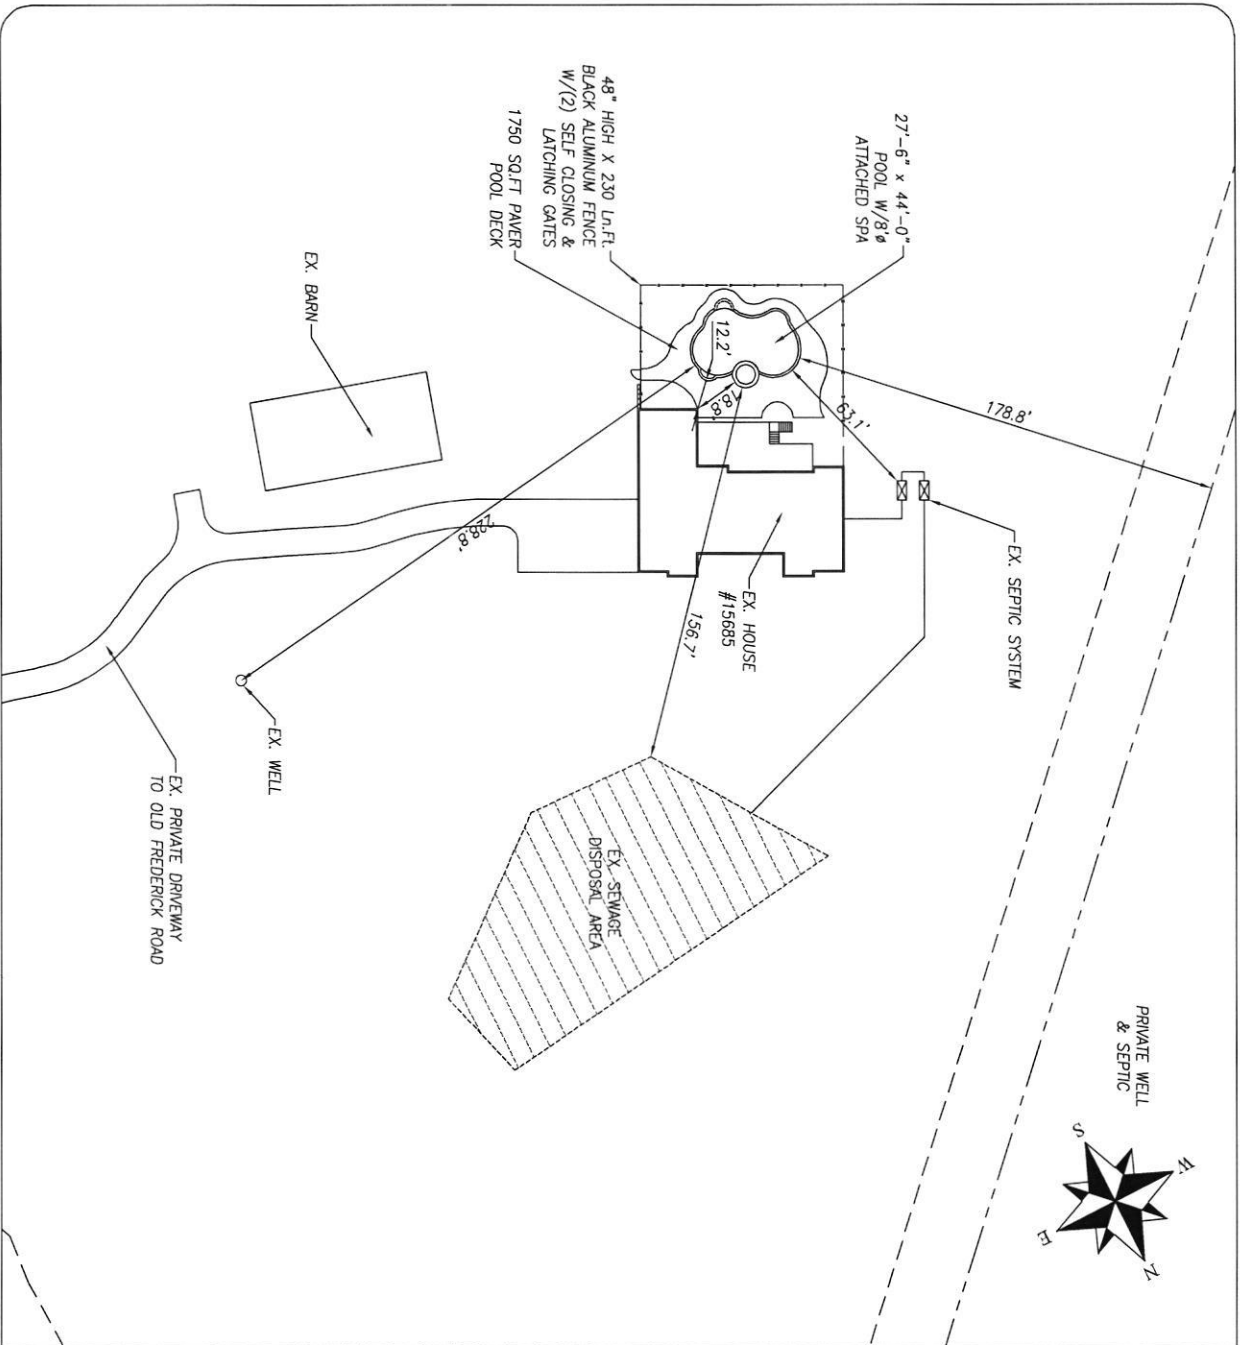 27'-6" x 44'-0"
POOL W/8'ø
ATTACHED SPA
48" HIGH X 230 Ln.Ft.
BLACK ALUMINUM FENCE
W/(2) SELF CLOSING &
LATCHING GATES
1750 SQ.FT PAVER
POOL DECK
EX. BARN
12.2'
18.8'
63.1'
178.8'
228.8'
156.7'
EX. HOUSE
#15685
EX. SEPTIC SYSTEM
EX. WELL
EX. PRIVATE DRIVEWAY
TO OLD FREDERICK ROAD
EX. SEWAGE
DISPOSAL AREA
PRIVATE WELL
& SEPTIC
S
W
E
N